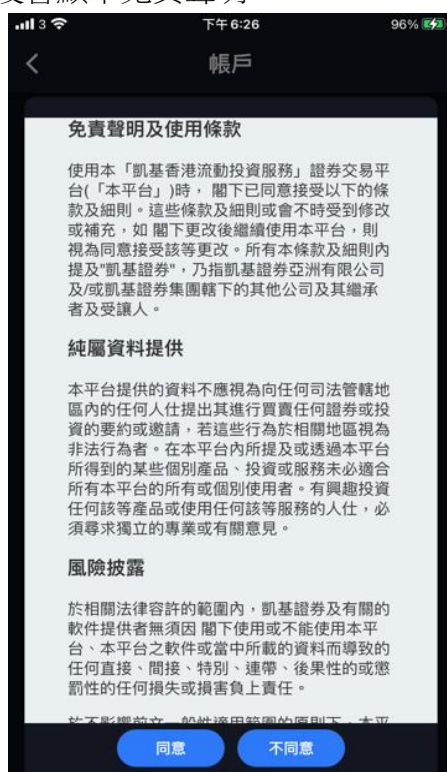 3 下午 6:26 96%
帳戶
免責聲明及使用條款
使用本「凱基香港流動投資服務」證券交易平
台(「本平台」)時， 閣下已同意接受以下的條
款及細則。這些條款及細則或會不時受到修改
或補充，如 閣下更改後繼續使用本平台，則
視為同意接受該等更改。所有本條款及細則內
提及"凱基證券"，乃指凱基證券亞洲有限公司
及/或凱基證券集團轄下的其他公司及其繼承
者及受讓人。
純屬資料提供
本平台提供的資料不應視為向任何司法管轄地
區內的任何人仕提出其進行買賣任何證券或投
資的要約或邀請，若這些行為於相關地區視為
非法行為者。在本平台內所提及或透過本平台
所得到的某些個別產品、投資或服務未必適合
所有本平台的所有或個別使用者。有興趣投資
任何該等產品或使用任何該等服務的人仕，必
須尋求獨立的專業或有關意見。
風險披露
於相關法律容許的範圍內，凱基證券及有關的
軟件提供者無須因 閣下使用或不能使用本平
台、本平台之軟件或當中所載的資料而導致的
任何直接、間接、特別、連帶、後果性的或懲
罰性的任何損失或損害負上責任。
於不影響前文一般性適用範圍的原則下，本平
同意 不同意